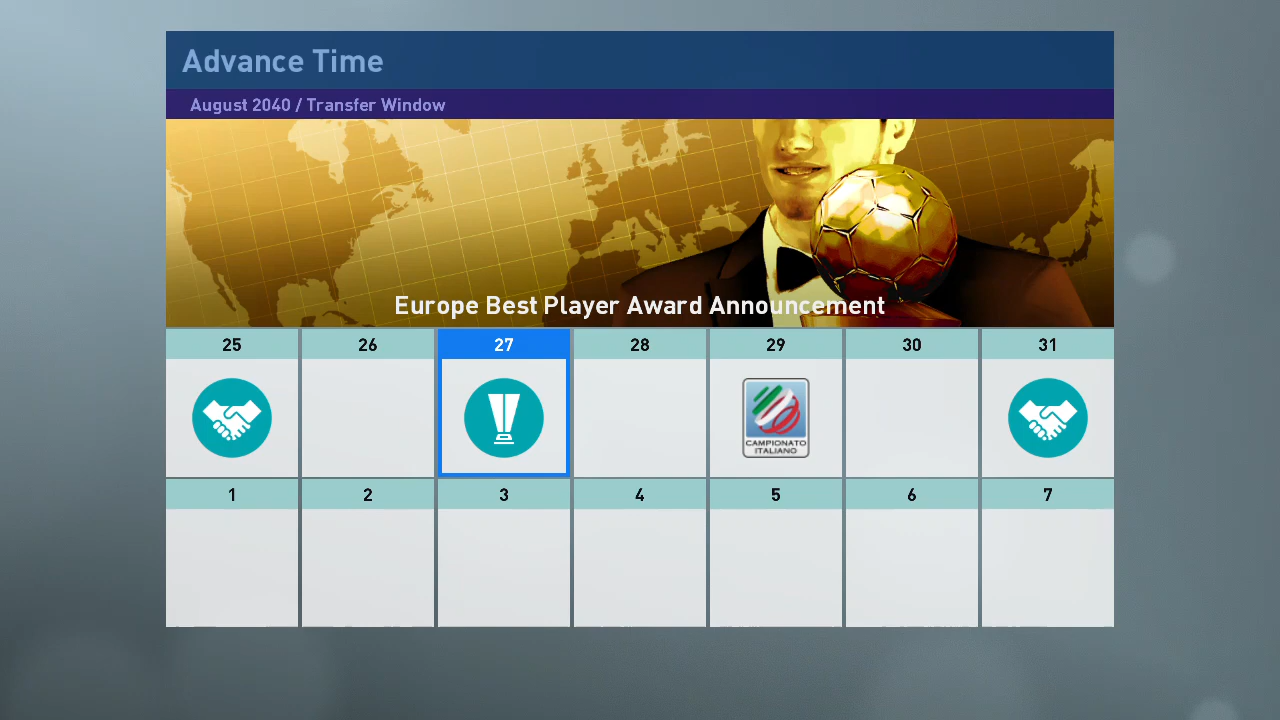 Advance Time
August 2040 / Transfer Window
Europe Best Player Award Announcement
25 26 27 28 29 30 31
CAMPIONATO
ITALIANO
1 2 3 4 5 6 7